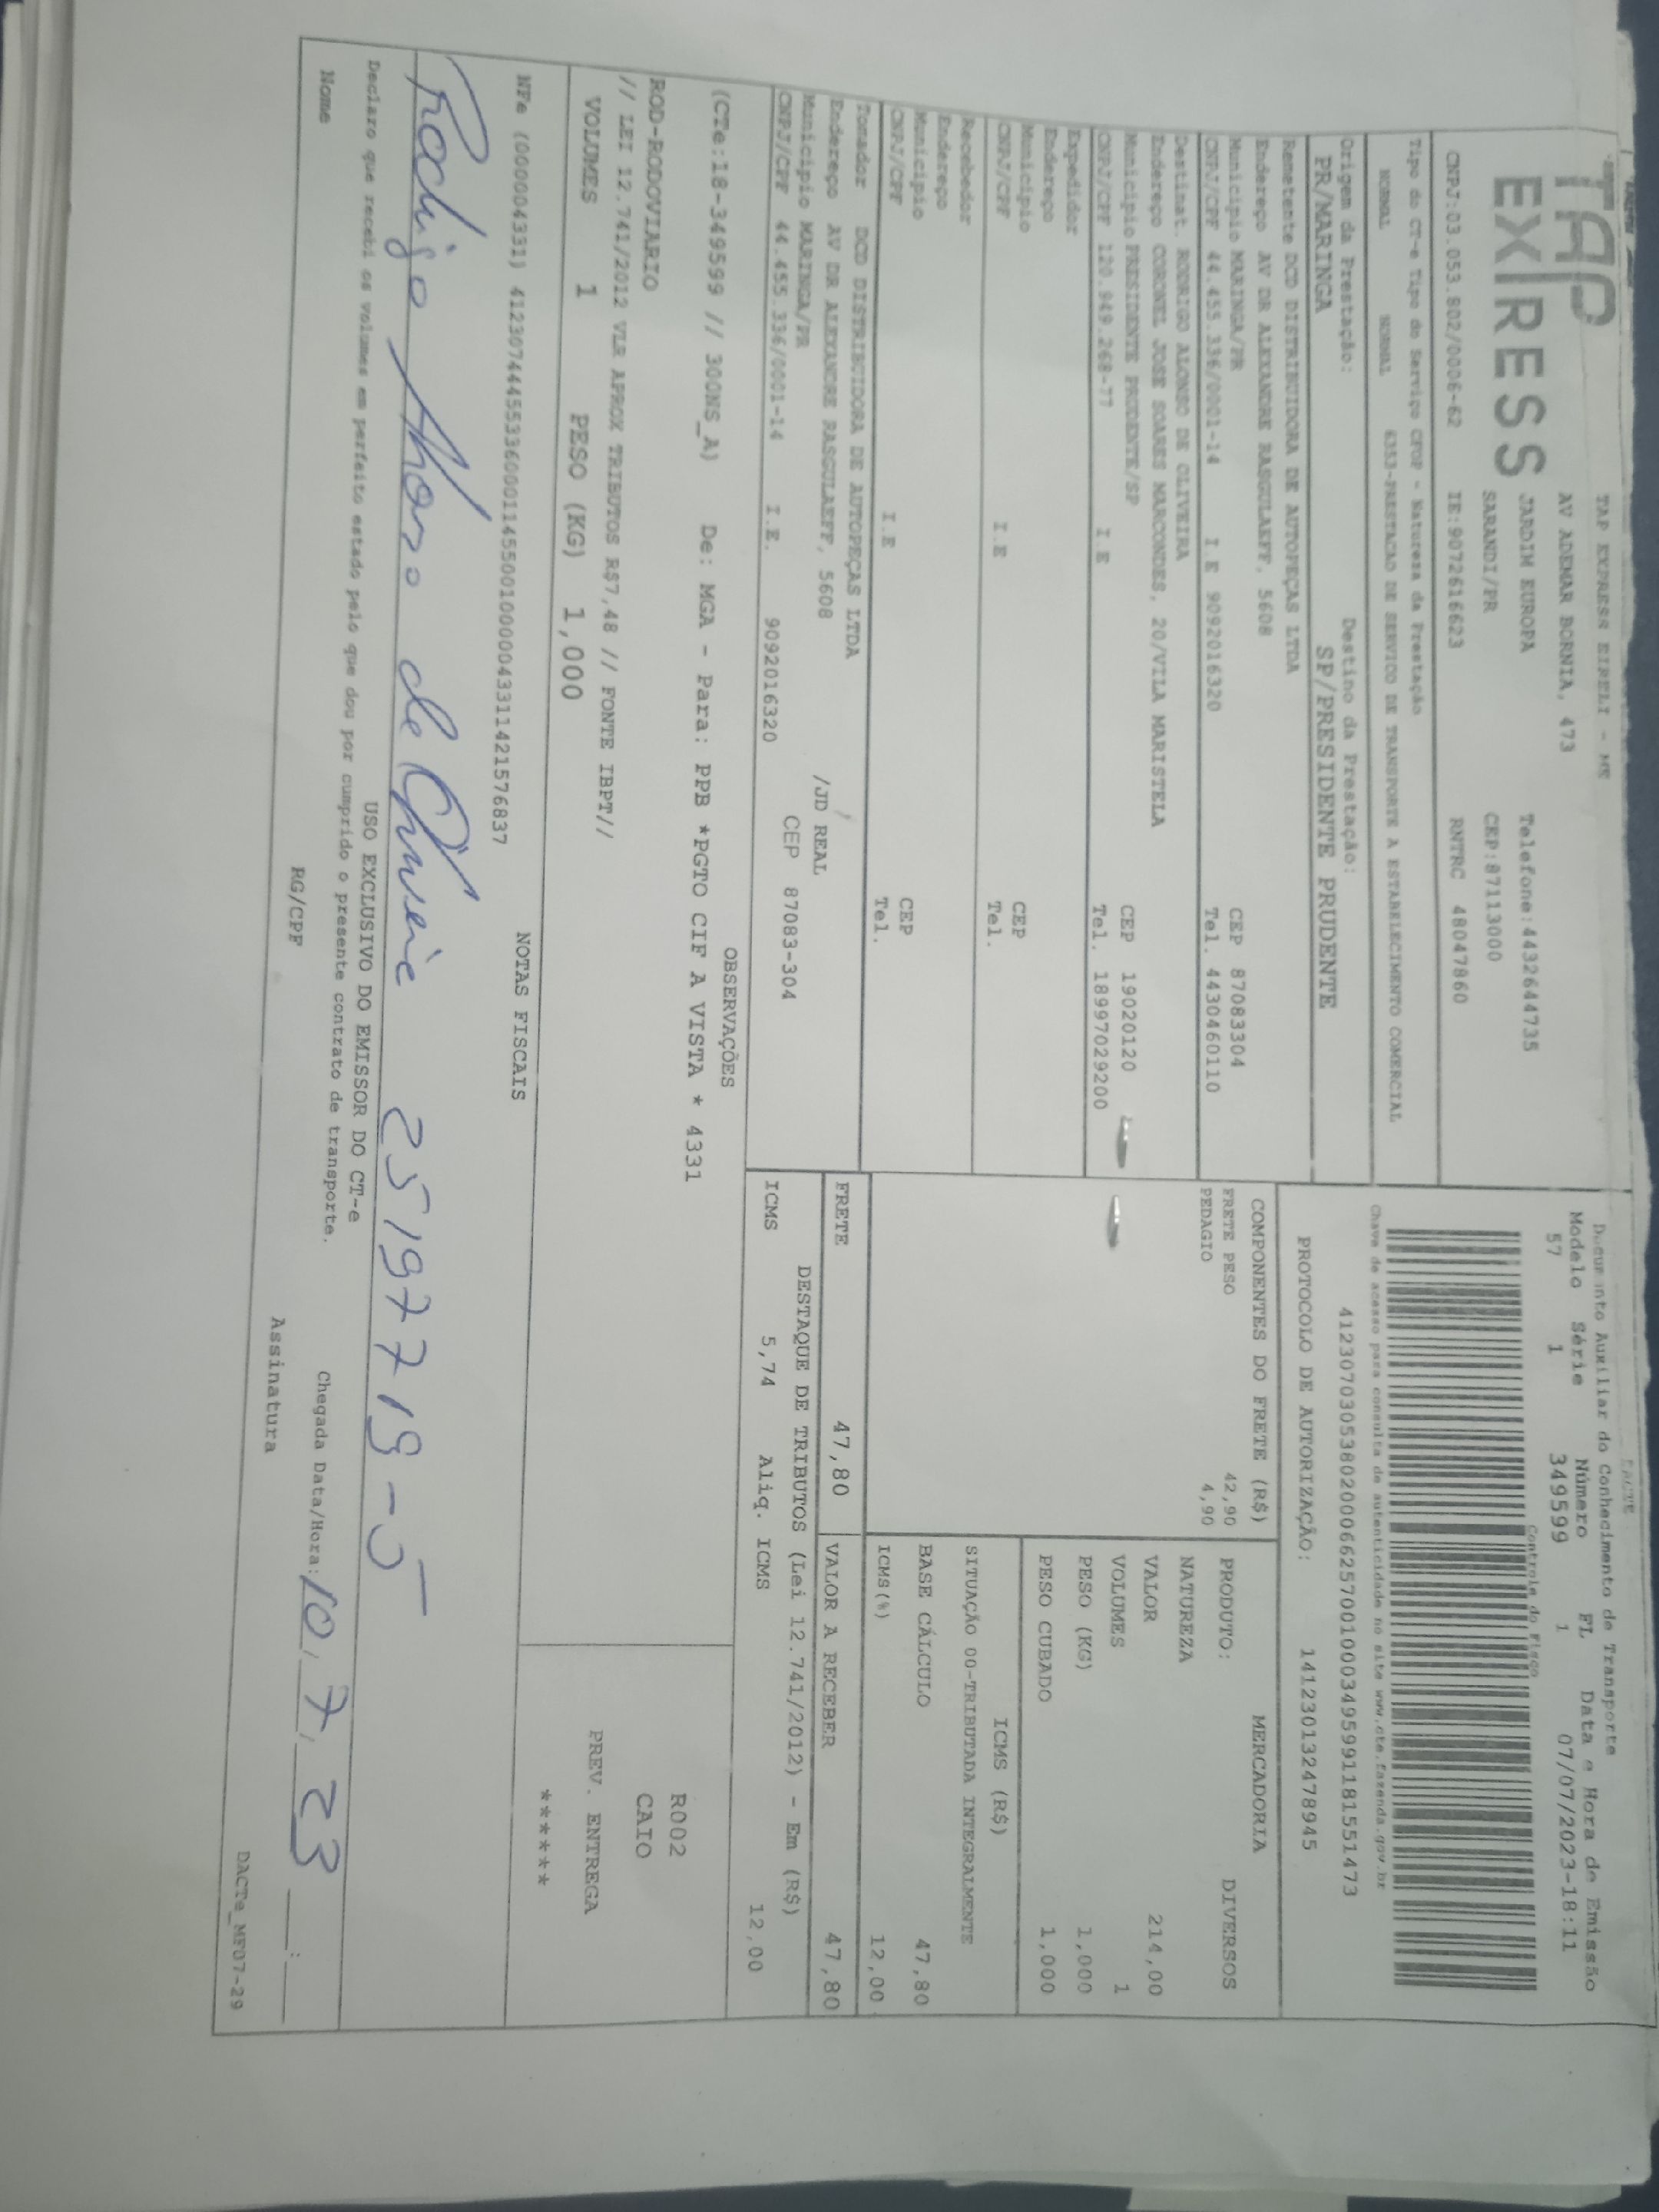 TAP
EXPRESS
TAP EXPRESS EIRELI - ME
AV ADEMAR BORNIA, 473
JARDIM EUROPA Telefone:4432644735
SARANDI/PR CEP:87113000
CNPJ:03.053.802/0006-62 IE:9072616623 RNTRC 48047860
DACTE
Documento Auxiliar do Conhecimento de Transporte
Modelo Série Número FL Data e Hora de Emissão
57 1 349599 1 07/07/2023-18:11
Controle do Fisco
Tipo do CT-e Tipo do Serviço CFOP - Natureza da Prestação
NORMAL NORMAL 6353-PRESTACAO DE SERVICO DE TRANSPORTE A ESTABELECIMENTO COMERCIAL
Chave de acesso para consulta de autenticidade no site www.cte.fazenda.gov.br
41230703053802000662570010003495991181551473
Origem da Prestação: Destino da Prestação:
PR/MARINGA SP/PRESIDENTE PRUDENTE
PROTOCOLO DE AUTORIZAÇÃO: 141230132478945
Remetente DCD DISTRIBUIDORA DE AUTOPEÇAS LTDA
Endereço AV DR ALEXANDRE RASGULAEFF, 5608
Município MARINGA/PR CEP 87083304
CNPJ/CPF 44.455.336/0001-14 I.E 9092016320 Tel. 4430460110
Destinat. RODRIGO ALONSO DE OLIVEIRA
Endereço CORONEL JOSE SOARES MARCONDES, 20/VILA MARISTELA
Município PRESIDENTE PRUDENTE/SP CEP 19020120
CNPJ/CPF 120.949.268-77 I.E Tel. 18997029200
Expedidor
Endereço
Município CEP
CNPJ/CPF I.E Tel.
Recebedor
Endereço
Município CEP
CNPJ/CPF I.E Tel.
Tomador DCD DISTRIBUIDORA DE AUTOPEÇAS LTDA
Endereço AV DR ALEXANDRE RASGULAEFF, 5608 /JD REAL
Município MARINGA/PR CEP 87083-304
CNPJ/CPF 44.455.336/0001-14 I.E. 9092016320
COMPONENTES DO FRETE (R$)
FRETE PESO 42,90
PEDAGIO 4,90
MERCADORIA
PRODUTO: DIVERSOS
NATUREZA
VALOR 214,00
VOLUMES 1
PESO (KG) 1,000
PESO CUBADO 1,000
ICMS (R$)
SITUAÇÃO 00-TRIBUTADA INTEGRALMENTE
BASE CÁLCULO 47,80
ICMS(%) 12,00
FRETE 47,80 VALOR A RECEBER 47,80
DESTAQUE DE TRIBUTOS (Lei 12.741/2012) - Em (R$)
ICMS 5,74 Aliq. ICMS 12,00
OBSERVAÇÕES
(CTe:18-349599 // 300NS_A) De: MGA - Para: PPB *PGTO CIF A VISTA * 4331
ROD-RODOVIARIO
// LEI 12.741/2012 VLR APROX TRIBUTOS R$7,48 // FONTE IBPT//
VOLUMES 1 PESO (KG) 1,000
R002
CAIO
PREV. ENTREGA
******
NOTAS FISCAIS
NFe (000004331) 41230744455336000114550010000043311421576837
Rodrigo Alonso de Oliveira 25197719-5
USO EXCLUSIVO DO EMISSOR DO CT-e
Declaro que recebi os volumes em perfeito estado pelo que dou por cumprido o presente contrato de transporte.
Nome RG/CPF Assinatura Chegada Data/Hora: 10/7/23 __:__
DACTe_MF07-29